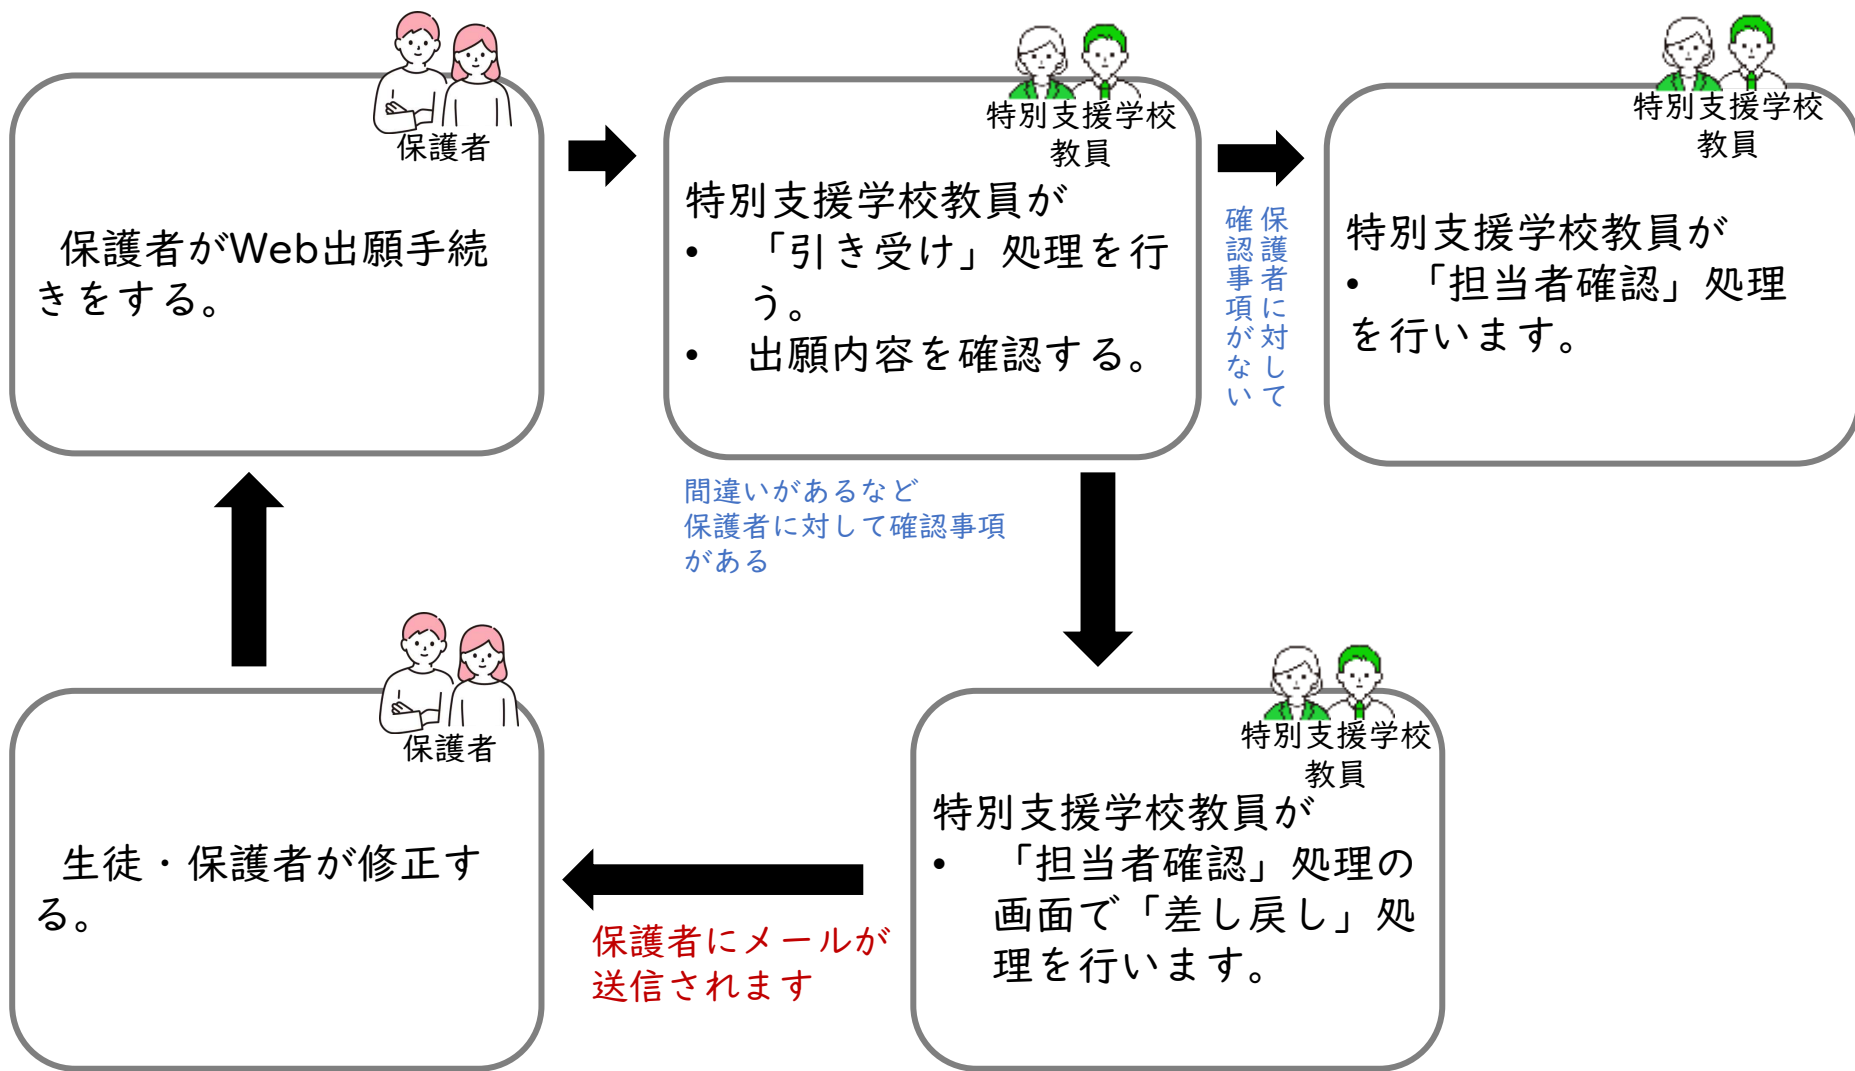 保護者
保護者がWeb出願手続
きをする。
特別支援学校
教員
特別支援学校教員が
• 「引き受け」処理を行
う。
• 出願内容を確認する。
保護者に対して
確認事項がない
特別支援学校
教員
特別支援学校教員が
• 「担当者確認」処理
を行います。
間違いがあるなど
保護者に対して確認事項
がある
特別支援学校
教員
特別支援学校教員が
• 「担当者確認」処理の
画面で「差し戻し」処
理を行います。
保護者にメールが
送信されます
保護者
生徒・保護者が修正す
る。